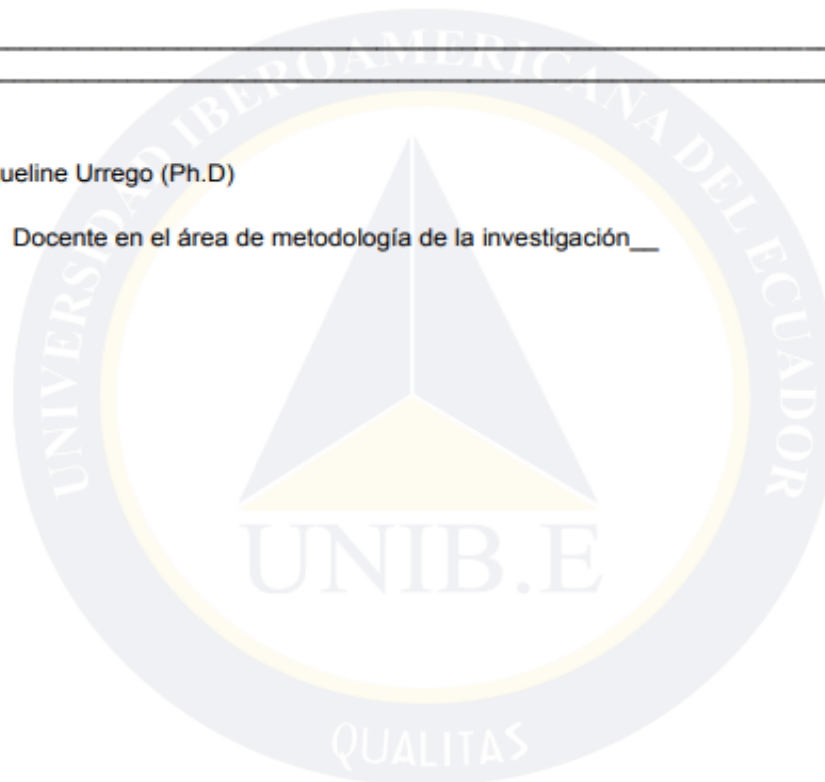 ueline Urrego (Ph.D)
Docente en el área de metodología de la investigación__
UNIVERSIDAD IBEROAMERICANA DEL ECUADOR
UNIB.E
QUALITAS